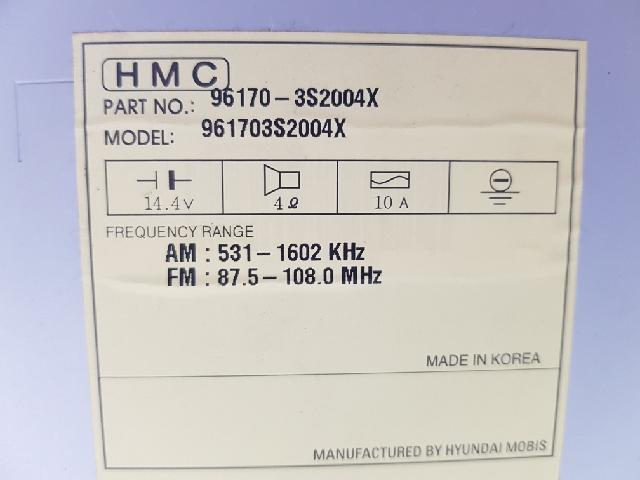 HMC
PART NO.: 96170-3S2004X
MODEL: 961703S2004X
14.4V 4Ω 10 A
FREQUENCY RANGE
AM : 531-1602 KHz
FM : 87.5-108.0 MHz
MADE IN KOREA
MANUFACTURED BY HYUNDAI MOBIS